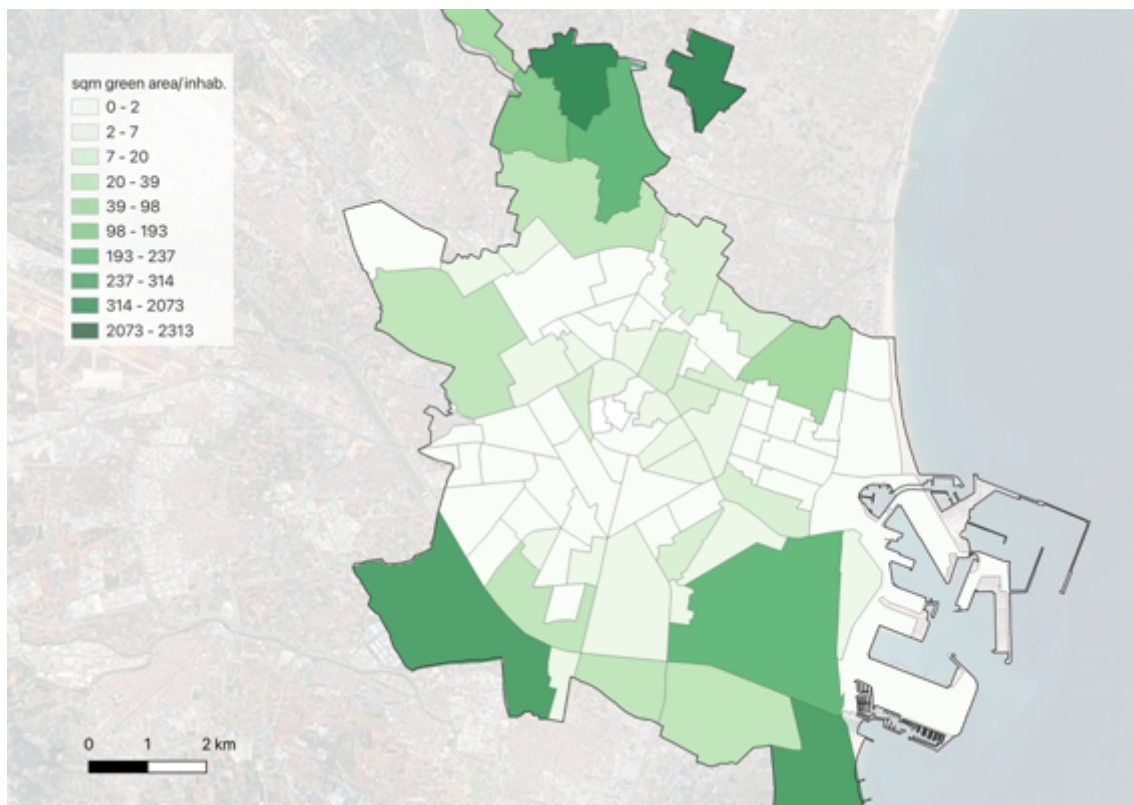 sqm green area/inhab.
0 - 2
2 - 7
7 - 20
20 - 39
39 - 98
98 - 193
193 - 237
237 - 314
314 - 2073
2073 - 2313
0 1 2 km